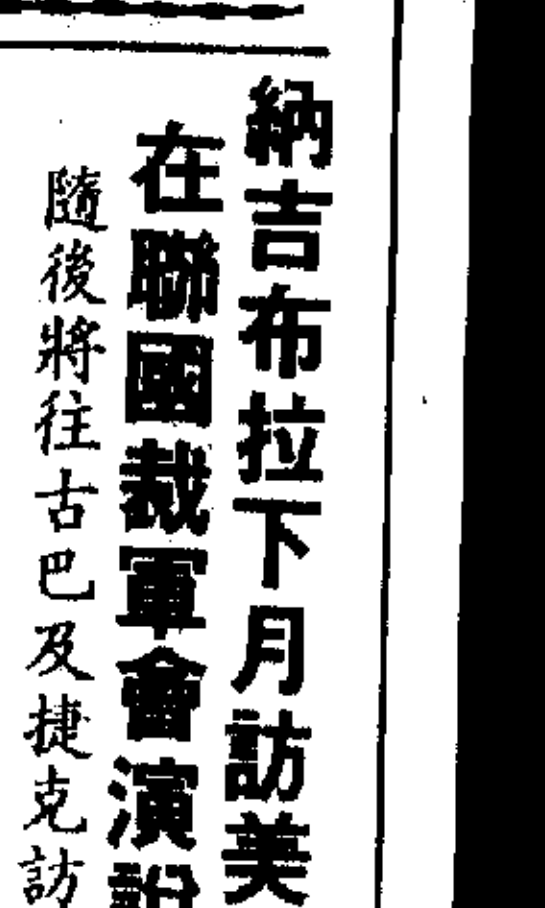 納吉布拉下月訪美
在聯國裁軍會演說
隨後將往古巴及捷克訪